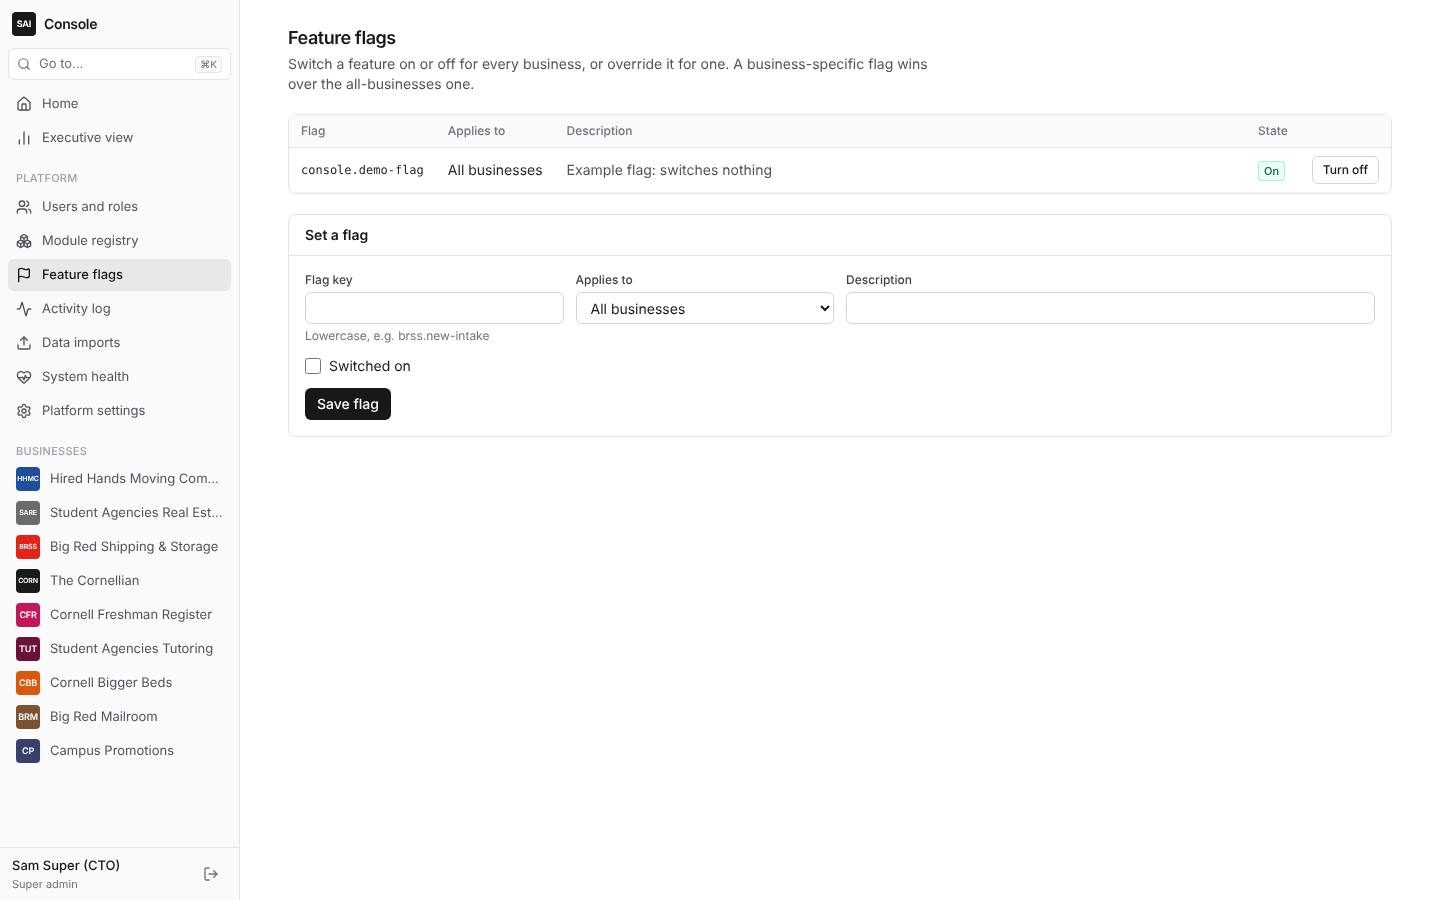 SAI Console
Go to... ⌘K
Home
Executive view
PLATFORM
Users and roles
Module registry
Feature flags
Activity log
Data imports
System health
Platform settings
BUSINESSES
HHMC Hired Hands Moving Com...
SARE Student Agencies Real Est...
BRSS Big Red Shipping & Storage
CORN The Cornellian
CFR Cornell Freshman Register
TUT Student Agencies Tutoring
CBB Cornell Bigger Beds
BRM Big Red Mailroom
CP Campus Promotions
Sam Super (CTO)
Super admin
Feature flags
Switch a feature on or off for every business, or override it for one. A business-specific flag wins
over the all-businesses one.
Flag Applies to Description State
console.demo-flag All businesses Example flag: switches nothing On Turn off
Set a flag
Flag key Applies to Description
All businesses
Lowercase, e.g. brss.new-intake
Switched on
Save flag